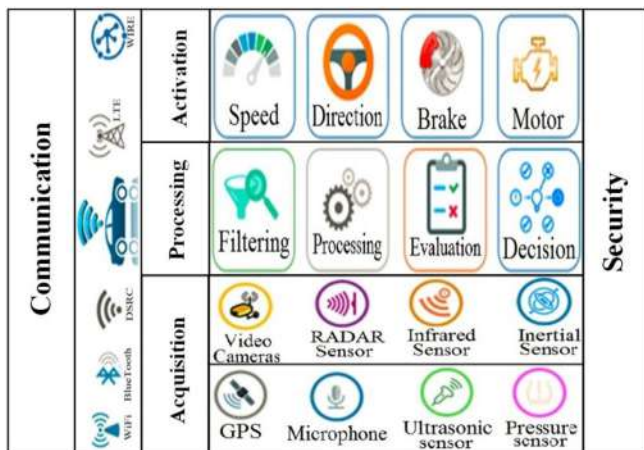 Communication
WIRE
LTE
DSRC
BlueTooth
WiFi
Activation
Speed
Direction
Brake
Motor
Processing
Filtering
Processing
Evaluation
Decision
Acquisition
Video
Cameras
RADAR
Sensor
Infrared
Sensor
Inertial
Sensor
GPS
Microphone
Ultrasonic
sensor
Pressure
sensor
Security